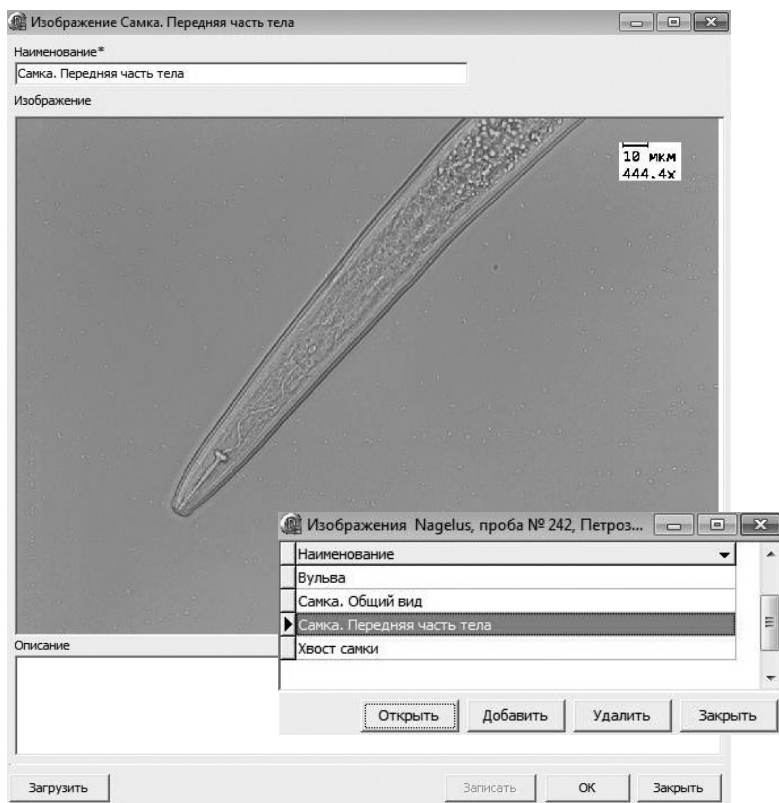 Изображение Самка. Передняя часть тела
Наименование*
Самка. Передняя часть тела
Изображение
10 мкм
444.4x
Изображения Nagelus, проба № 242, Петроз...
Наименование
Вульва
Самка. Общий вид
Самка. Передняя часть тела
Хвост самки
Открыть Добавить Удалить Закрыть
Описание
Загрузить Записать OK Закрыть